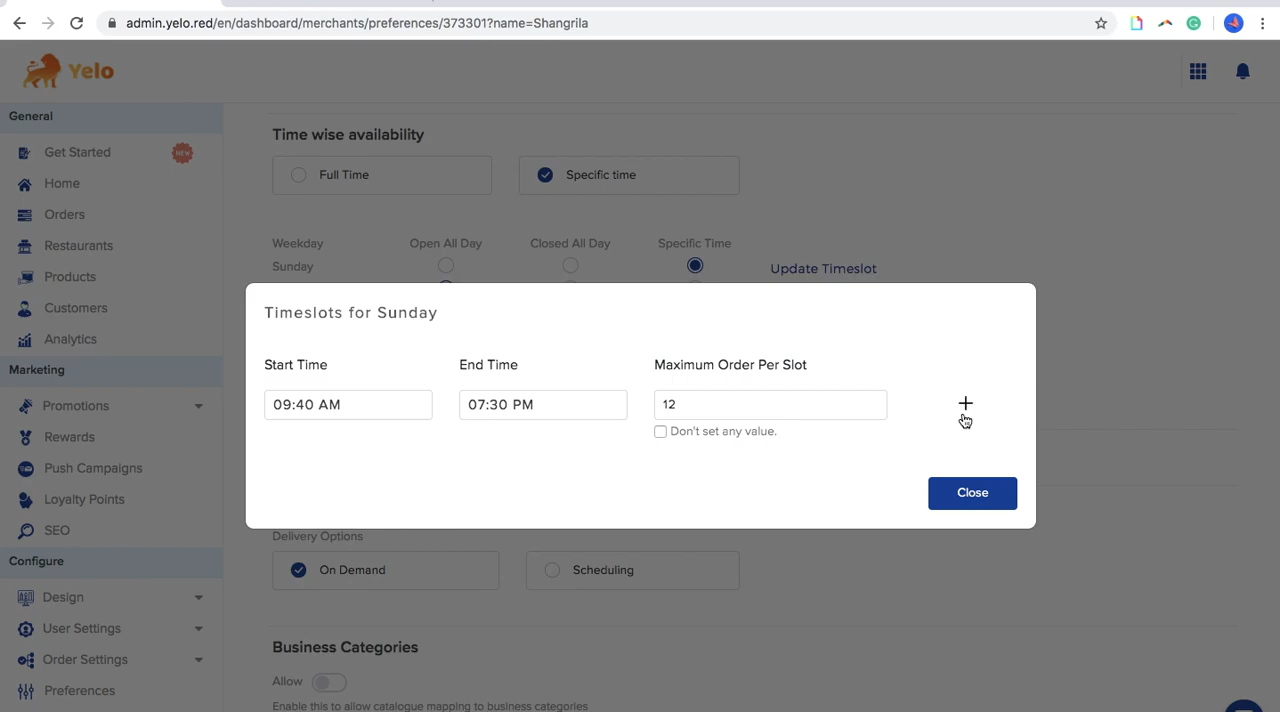 admin.yelo.red/en/dashboard/merchants/preferences/373301?name=Shangrila
Yelo
General
Get Started
NEW
Home
Orders
Restaurants
Products
Customers
Analytics
Marketing
Promotions
Rewards
Push Campaigns
Loyalty Points
SEO
Configure
Design
User Settings
Order Settings
Preferences
Time wise availability
Full Time Specific time
Weekday Open All Day Closed All Day Specific Time
Sunday Update Timeslot
Timeslots for Sunday
Start Time End Time Maximum Order Per Slot
09:40 AM 07:30 PM 12
Don't set any value.
Close
Delivery Options
On Demand Scheduling
Business Categories
Allow
Enable this to allow catalogue mapping to business categories